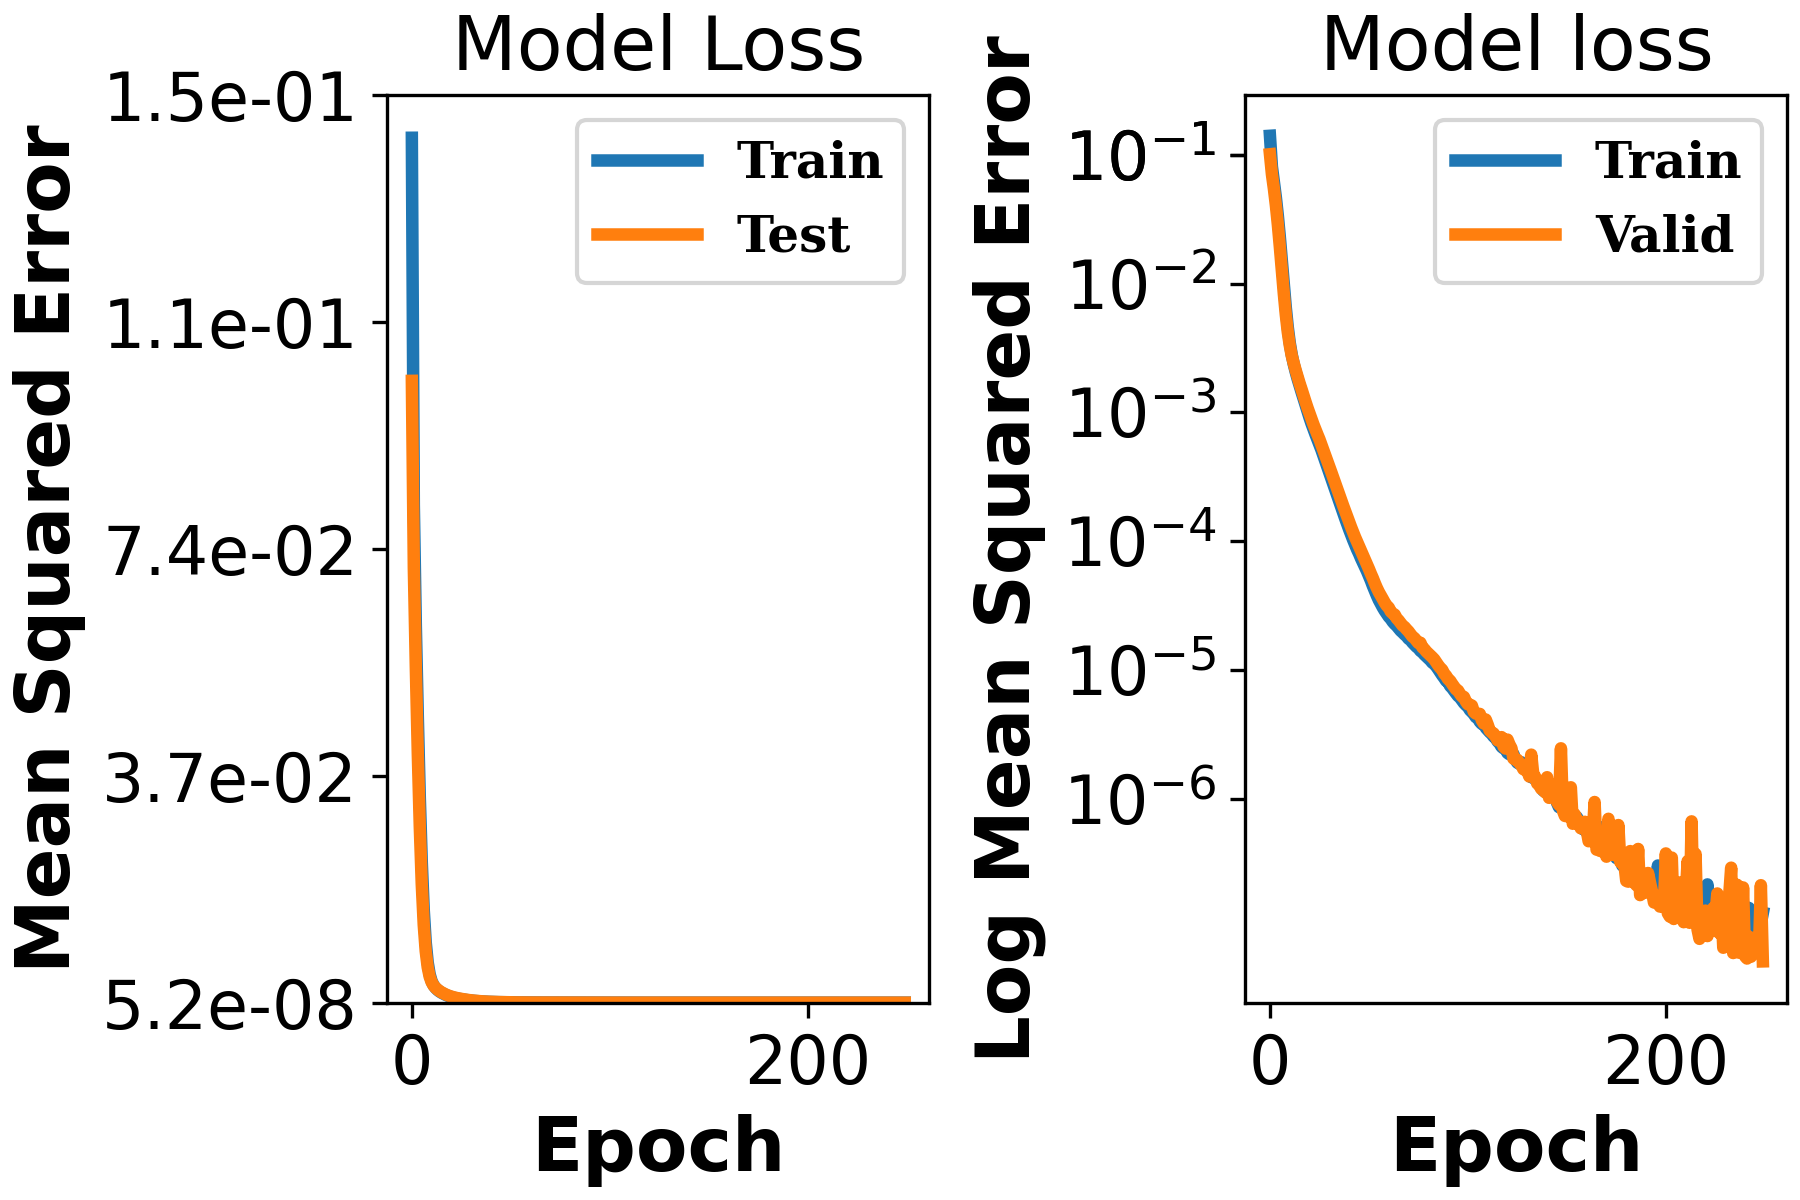 Model Loss
Mean Squared Error
1.5e-01
1.1e-01
7.4e-02
3.7e-02
5.2e-08
Train
Test
0
200
Epoch
Model loss
Log Mean Squared Error
10⁻¹
10⁻²
10⁻³
10⁻⁴
10⁻⁵
10⁻⁶
Train
Valid
0
200
Epoch